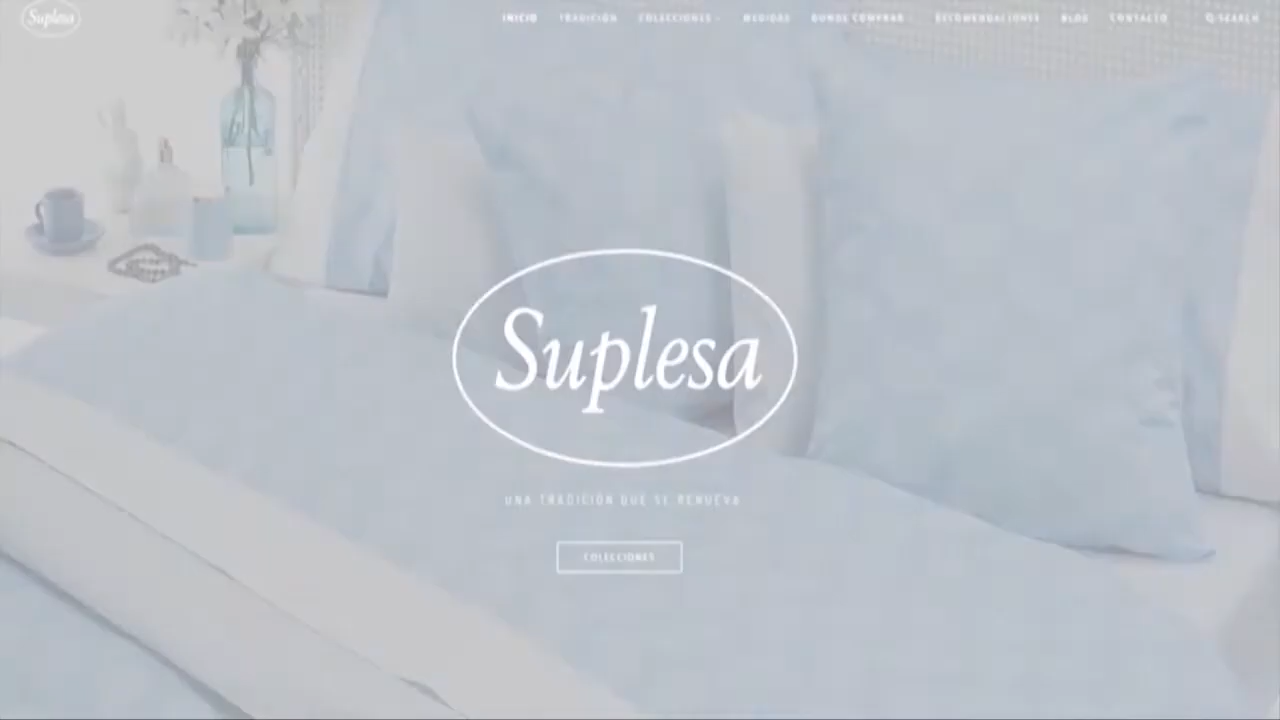 Suplesa
INICIO TRADICIÓN COLECCIONES MEDIDAS DONDE COMPRAR RECOMENDACIONES BLOG CONTACTO SEARCH
Suplesa
UNA TRADICIÓN QUE SE RENUEVA
COLECCIONES